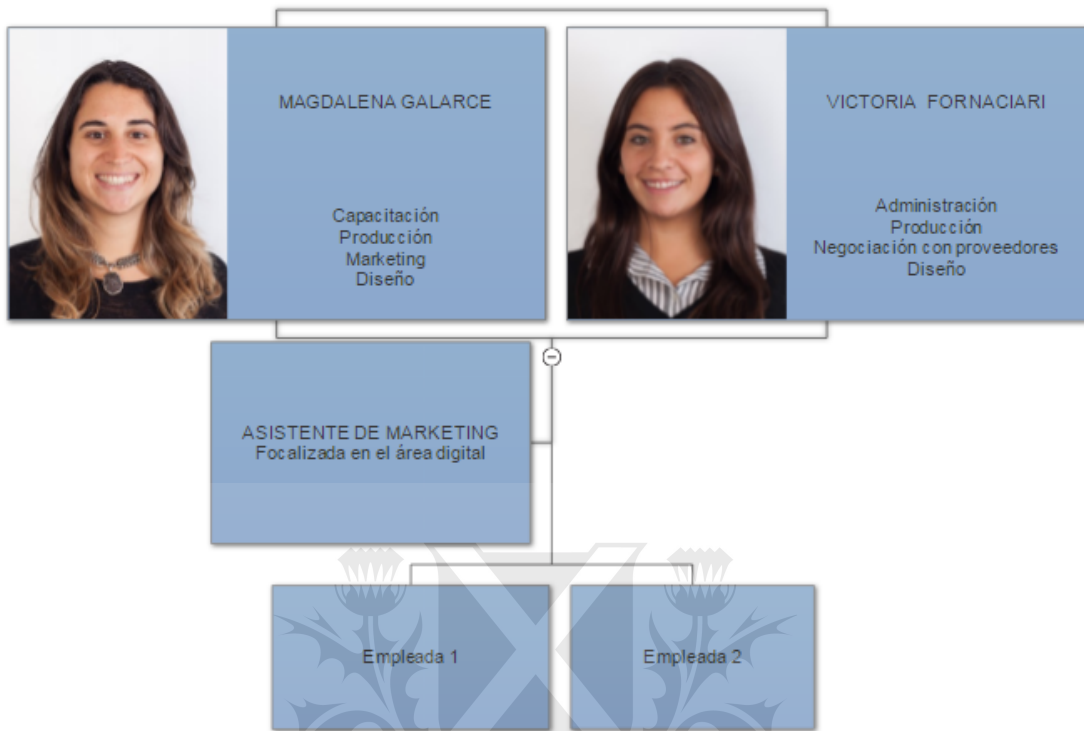 MAGDALENA GALARCE
Capacitación
Producción
Marketing
Diseño
VICTORIA FORNACIARI
Administración
Producción
Negociación con proveedores
Diseño
ASISTENTE DE MARKETING
Focalizada en el área digital
Empleada 1
Empleada 2